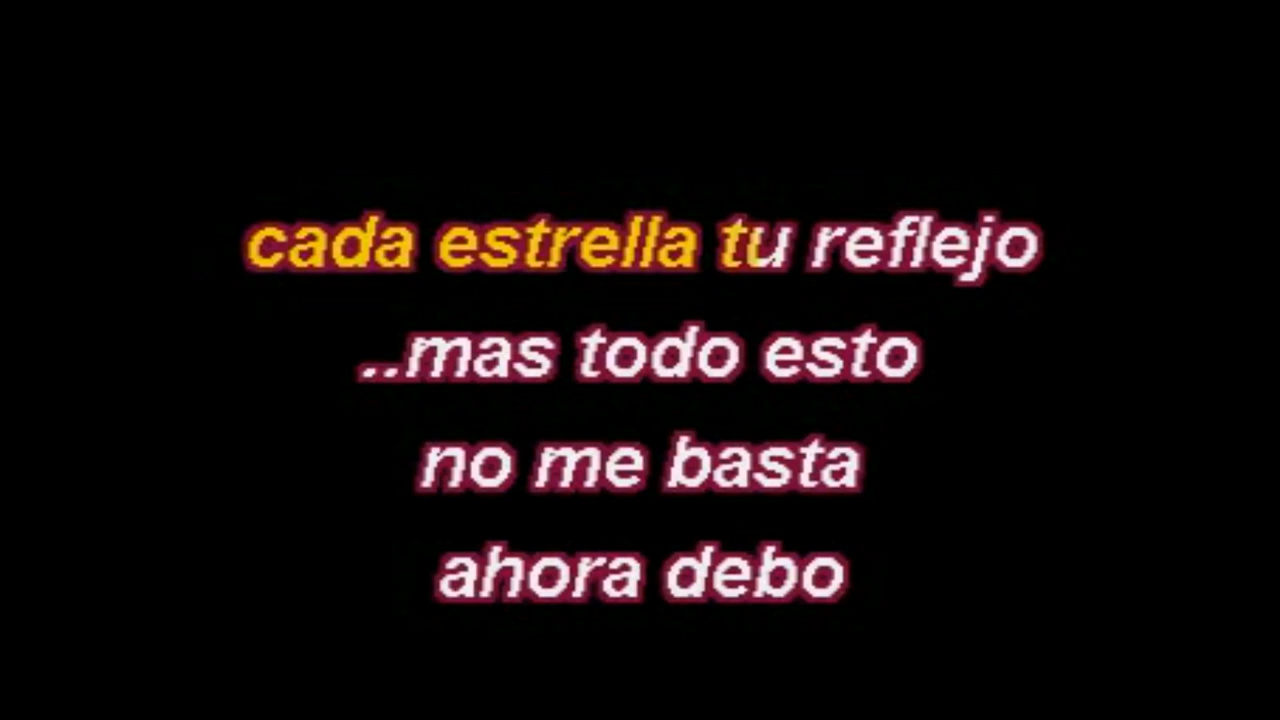 cada estrella tu reflejo
..mas todo esto
no me basta
ahora debo